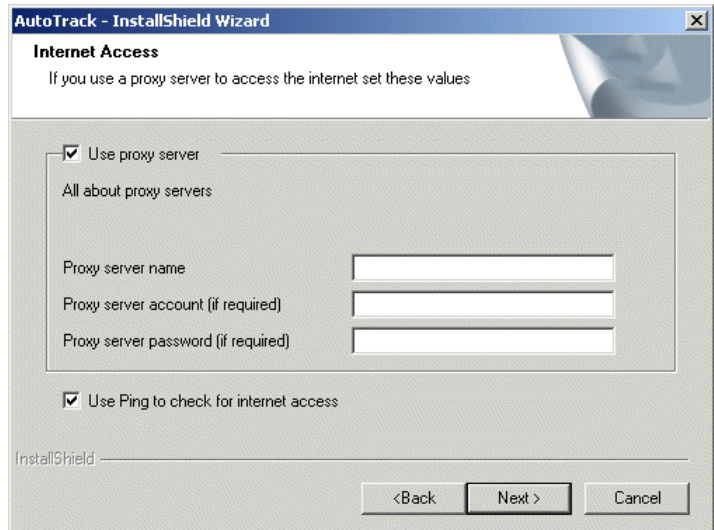 AutoTrack - InstallShield Wizard
Internet Access
If you use a proxy server to access the internet set these values
Use proxy server
All about proxy servers
Proxy server name
Proxy server account (if required)
Proxy server password (if required)
Use Ping to check for internet access
InstallShield
<Back Next > Cancel